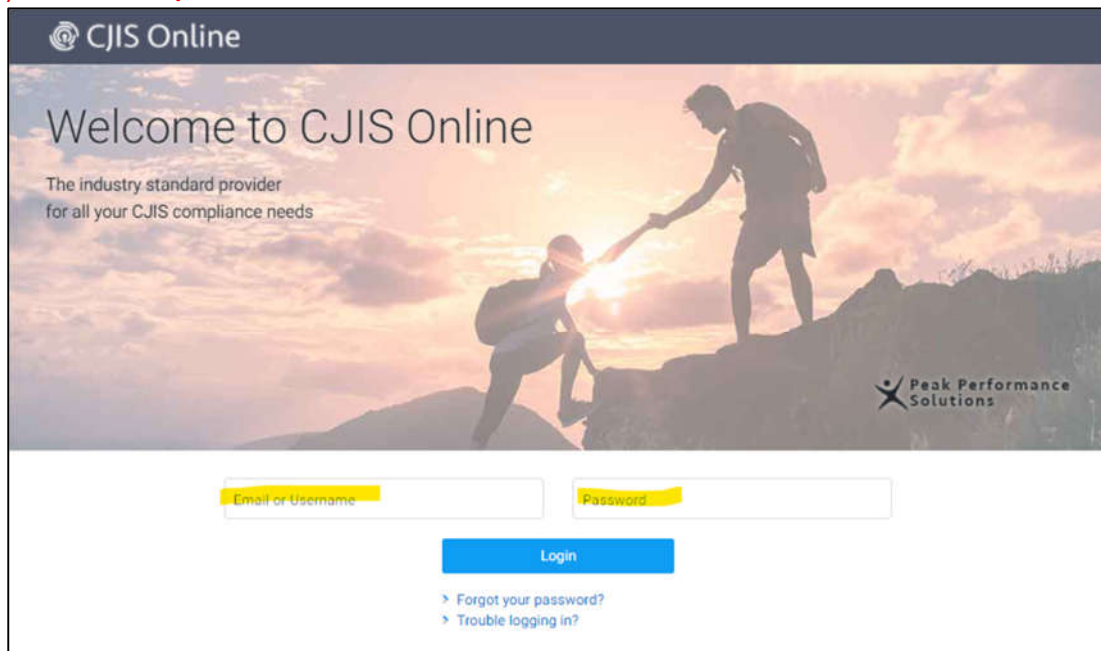 CJIS Online
Welcome to CJIS Online
The industry standard provider
for all your CJIS compliance needs
Peak Performance
Solutions
Email or Username
Password
Login
Forgot your password?
Trouble logging in?